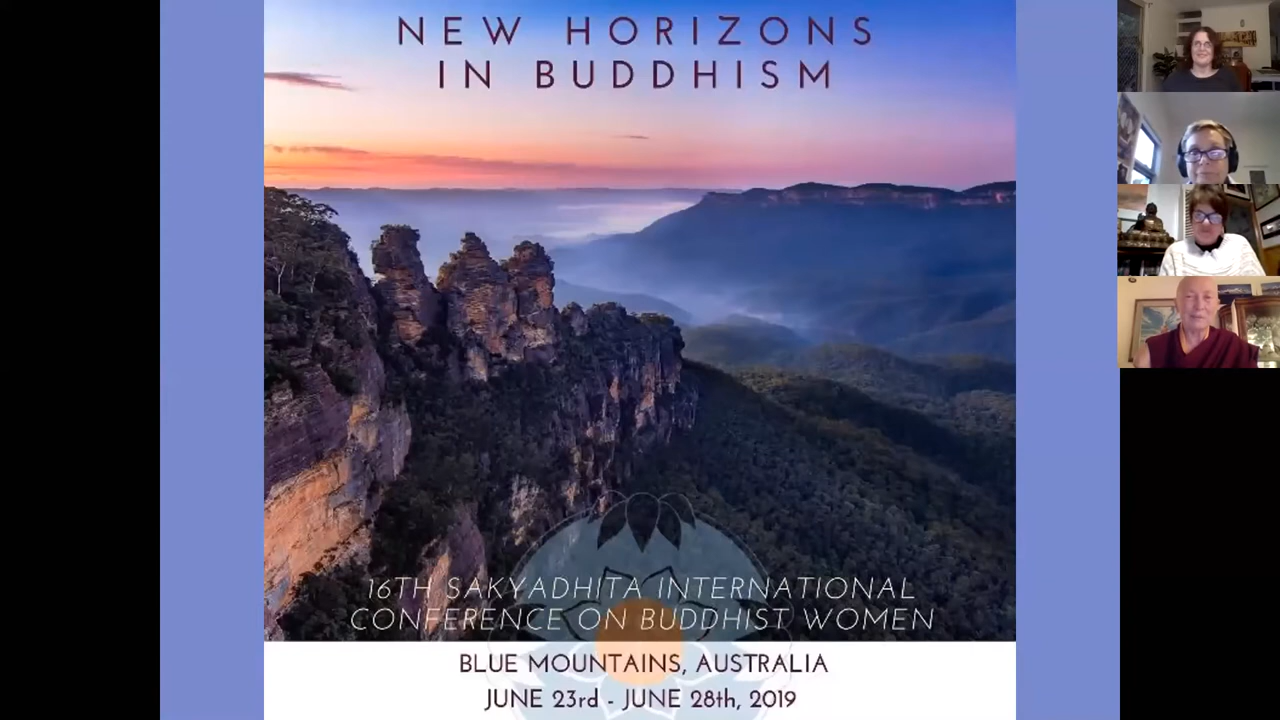 NEW HORIZONS
IN BUDDHISM
16TH SAKYADHITA INTERNATIONAL
CONFERENCE ON BUDDHIST WOMEN
BLUE MOUNTAINS, AUSTRALIA
JUNE 23rd - JUNE 28th, 2019